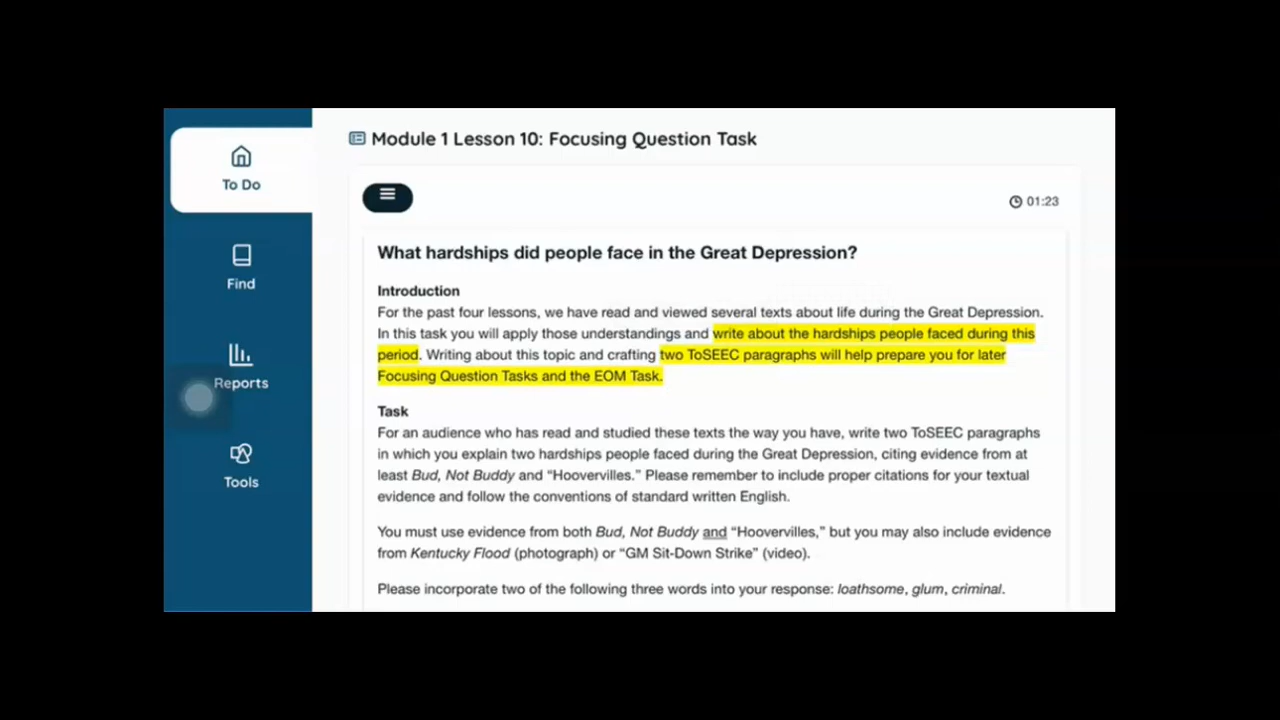 Module 1 Lesson 10: Focusing Question Task
To Do
01:23
Find
Reports
Tools
What hardships did people face in the Great Depression?
Introduction
For the past four lessons, we have read and viewed several texts about life during the Great Depression.
In this task you will apply those understandings and write about the hardships people faced during this
period. Writing about this topic and crafting two ToSEEC paragraphs will help prepare you for later
Focusing Question Tasks and the EOM Task.
Task
For an audience who has read and studied these texts the way you have, write two ToSEEC paragraphs
in which you explain two hardships people faced during the Great Depression, citing evidence from at
least Bud, Not Buddy and “Hoovervilles.” Please remember to include proper citations for your textual
evidence and follow the conventions of standard written English.
You must use evidence from both Bud, Not Buddy and “Hoovervilles,” but you may also include evidence
from Kentucky Flood (photograph) or “GM Sit-Down Strike” (video).
Please incorporate two of the following three words into your response: loathsome, glum, criminal.